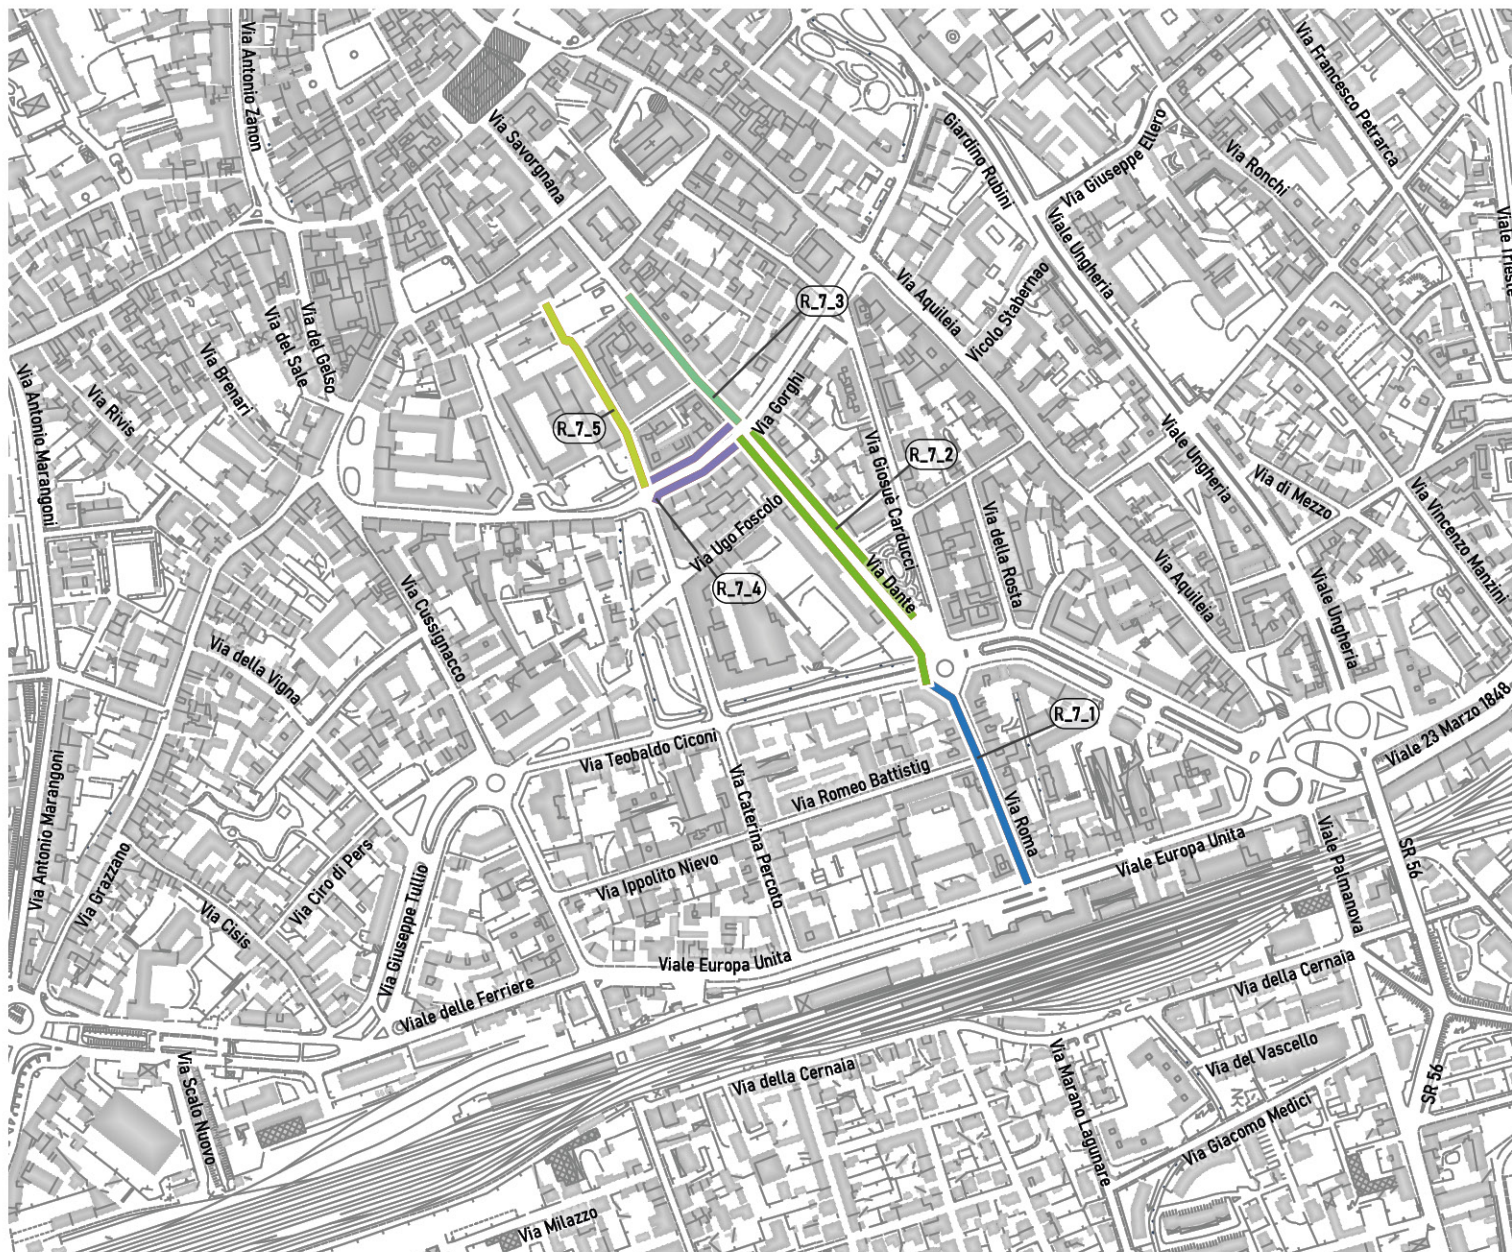 Via Antonio Zanon
Via Savorgnana
Giardino Rubini
Via Giuseppe Ellero
Via Francesco Petrarca
Via Ronchi
Viale Trieste
Viale Ungheria
Via Aquileia
Vicolo Stabernao
R_7_3
Via del Gelso
Via del Sale
Via Brenari
Via Rivis
Via Antonio Marangoni
R_7_5
Via Gorghi
R_7_2
Via Giosuè Carducci
Viale Ungheria
Via di Mezzo
Via Vincenzo Manzini
Via Ugo Foscolo
Via della Rosta
Via Dante
R_7_4
Via Aquileia
Viale Ungheria
Via Cussignacco
Via della Vigna
R_7_1
Viale 23 Marzo 1848
Via Teobaldo Ciconi
Via Romeo Battistig
Via Caterina Percoto
Via Roma
Via Antonio Marangoni
Via Grazzano
Via Ciro di Pers
Via Cisis
Via Giuseppe Tullio
Via Ippolito Nievo
Viale Europa Unita
Viale Palmanova
SR 56
Viale Europa Unita
Viale delle Ferriere
Via della Cernaia
Via Scalo Nuovo
Via della Cernaia
Via Marano Lagunare
Via del Vascello
SR 56
Via Giacomo Medici
Via Milazzo